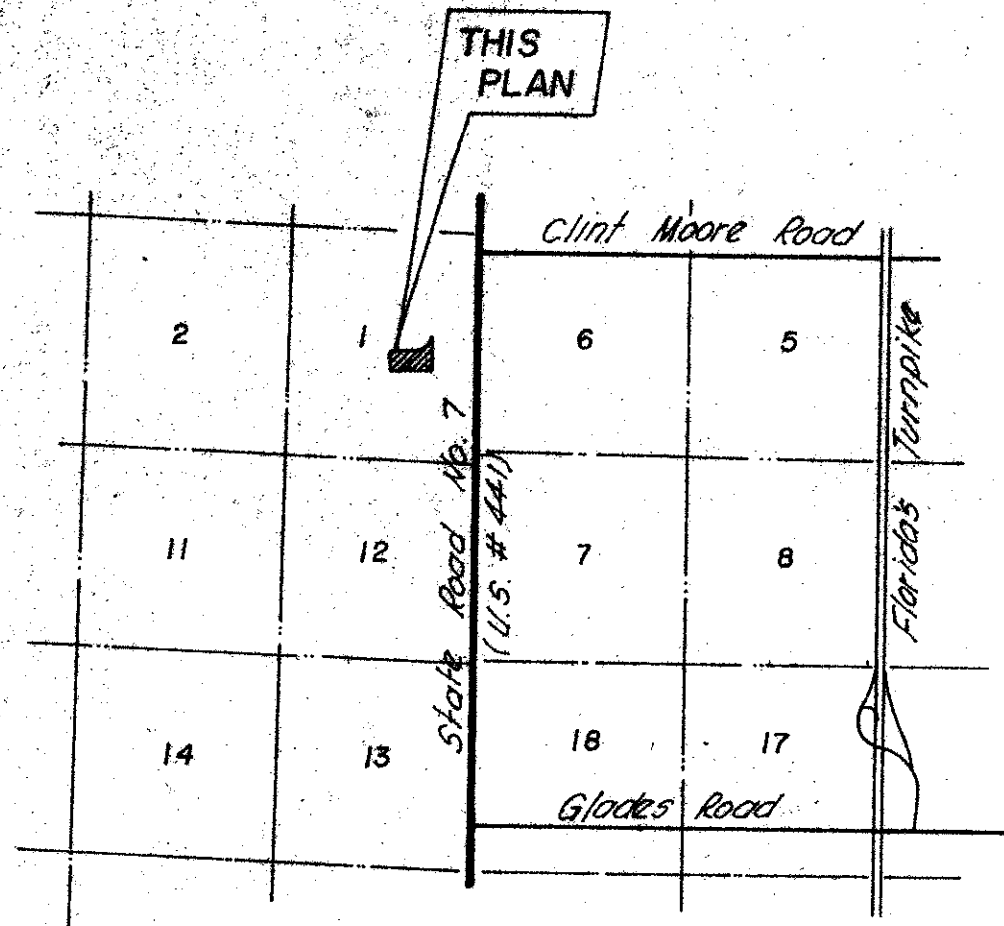 THIS
PLAN
Clint Moore Road
2
1
6
5
Florida's Turnpike
State Road No. 7
(U.S. # 441)
11
12
7
8
14
13
18
17
Glades Road